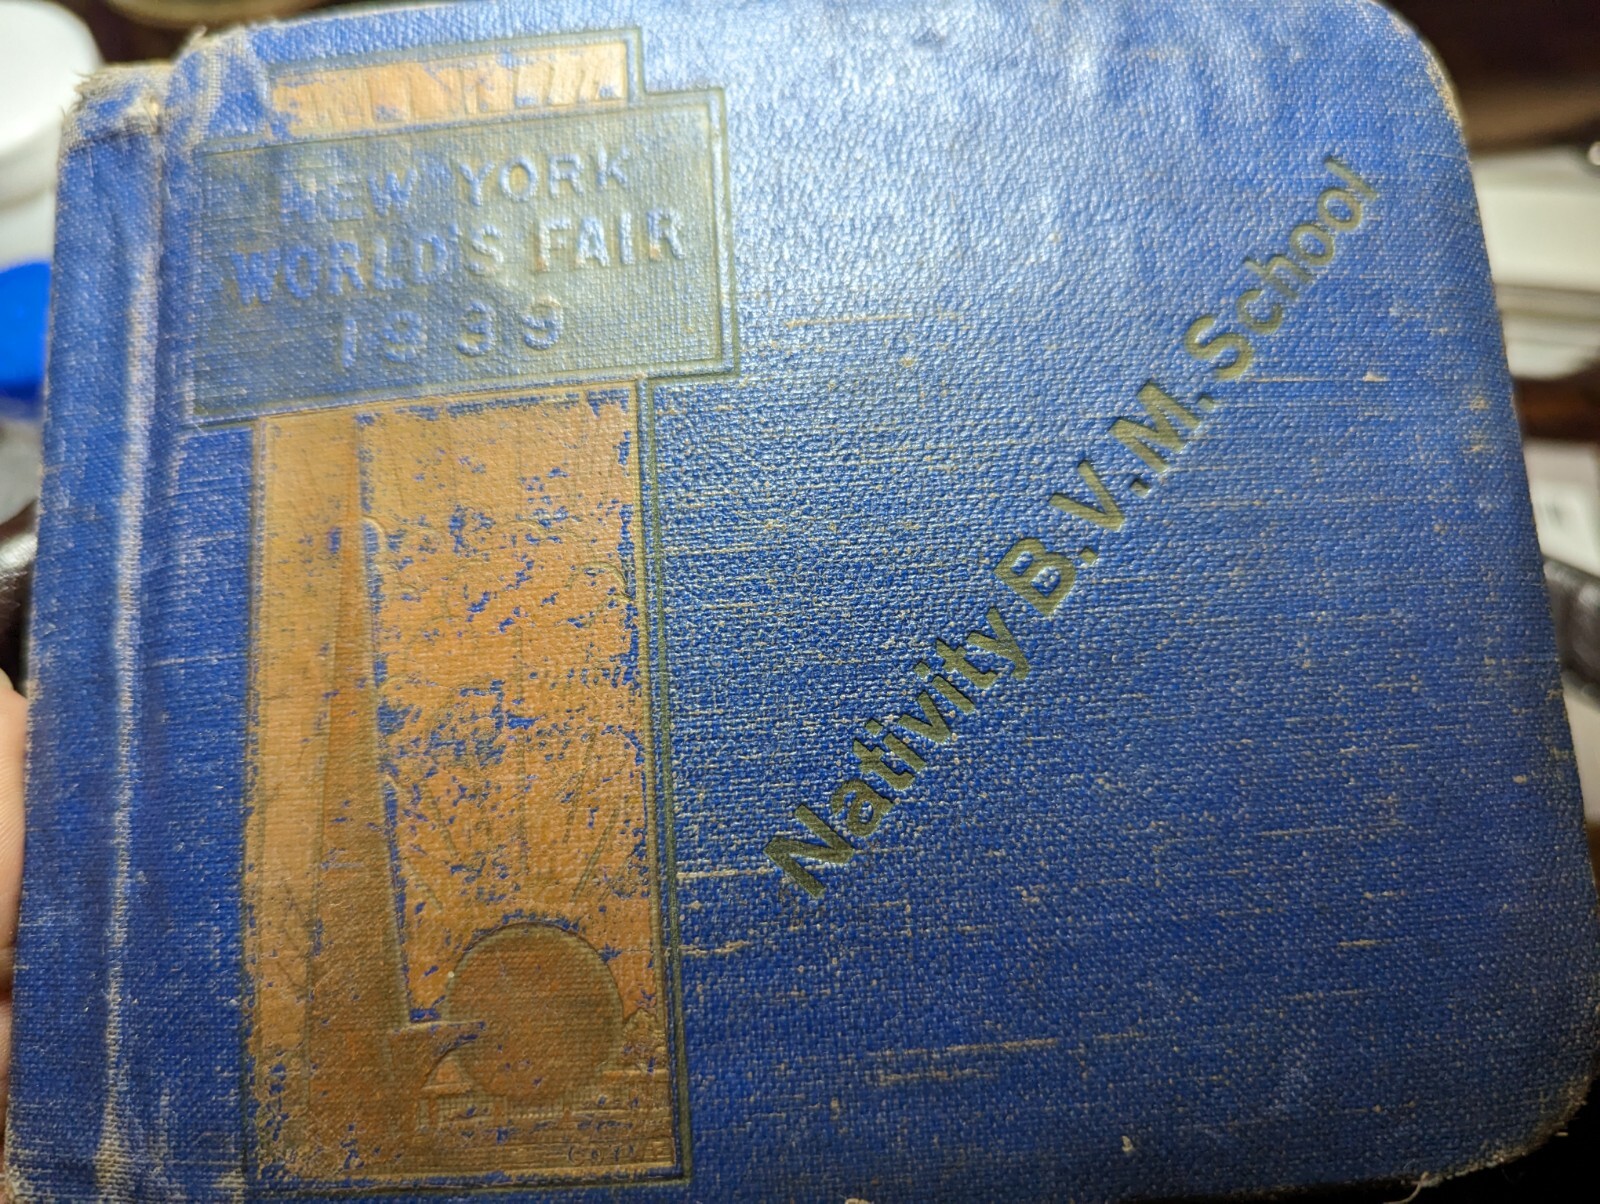 NEW YORK
WORLD'S FAIR
1939
Nativity B.V.M. School